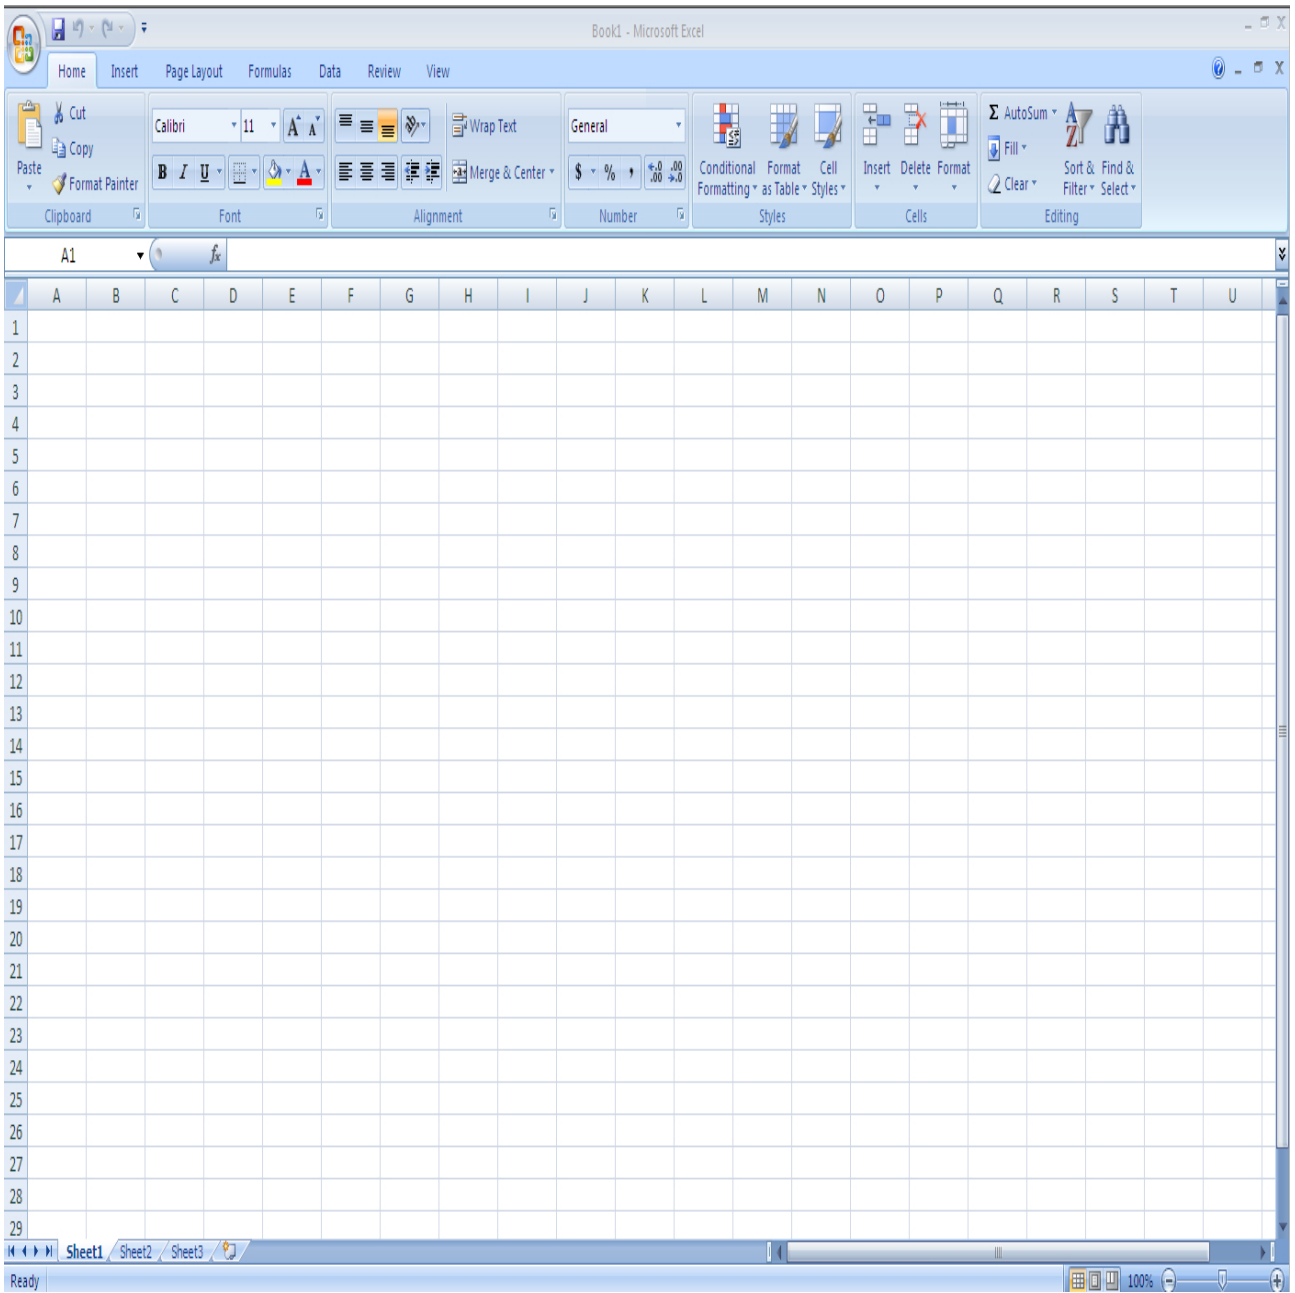 Book1 - Microsoft Excel
Home Insert Page Layout Formulas Data Review View
Paste
Cut
Copy
Format Painter
Clipboard
Calibri 11 A A
B I U A
Font
Wrap Text
Merge & Center
Alignment
General
$ % , .0 .00 .00 .0
Number
Conditional Formatting
Format as Table
Cell Styles
Styles
Insert Delete Format
Cells
Σ AutoSum
Fill
Clear
Sort & Filter
Find & Select
Editing
A1 fx
A B C D E F G H I J K L M N O P Q R S T U
1
2
3
4
5
6
7
8
9
10
11
12
13
14
15
16
17
18
19
20
21
22
23
24
25
26
27
28
29
Sheet1 Sheet2 Sheet3
Ready 100%